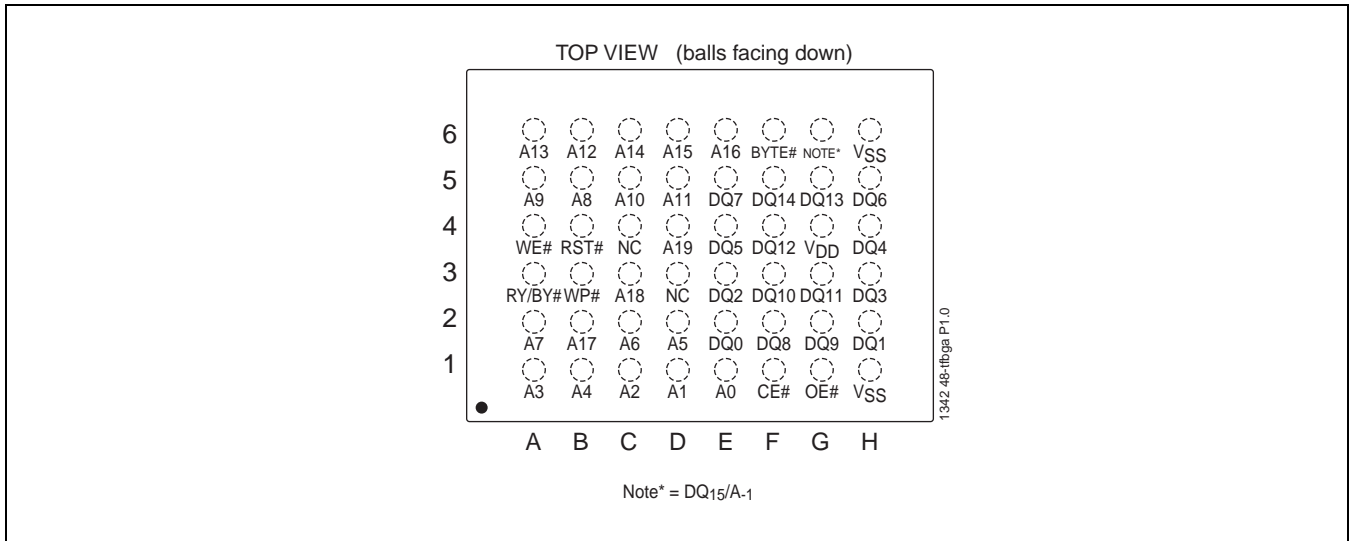 TOP VIEW (balls facing down)
6
A13 A12 A14 A15 A16 BYTE# NOTE* VSS
5
A9 A8 A10 A11 DQ7 DQ14 DQ13 DQ6
4
WE# RST# NC A19 DQ5 DQ12 VDD DQ4
3
RY/BY# WP# A18 NC DQ2 DQ10 DQ11 DQ3
2
A7 A17 A6 A5 DQ0 DQ8 DQ9 DQ1
1
A3 A4 A2 A1 A0 CE# OE# VSS
A B C D E F G H
1342 48-tfbga P1.0
Note* = DQ15/A-1